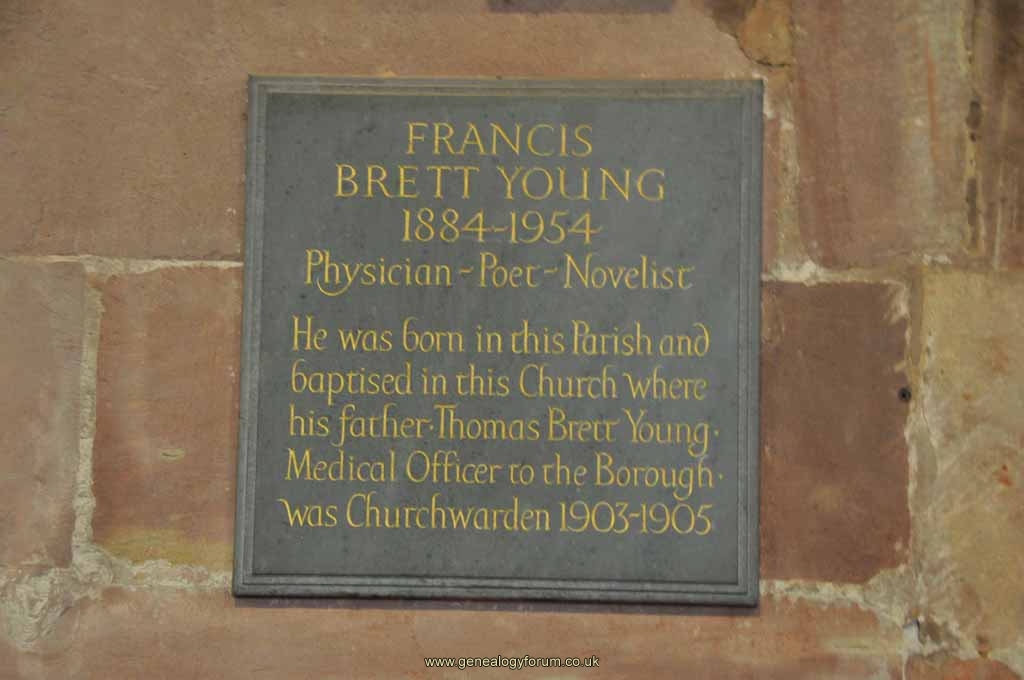 FRANCIS
BRETT YOUNG
1884-1954
Physician ~ Poet ~ Novelist
He was born in this Parish and
baptised in this Church where
his father·Thomas Brett Young·
Medical Officer to the Borough·
was Churchwarden 1903-1905
www.genealogyforum.co.uk